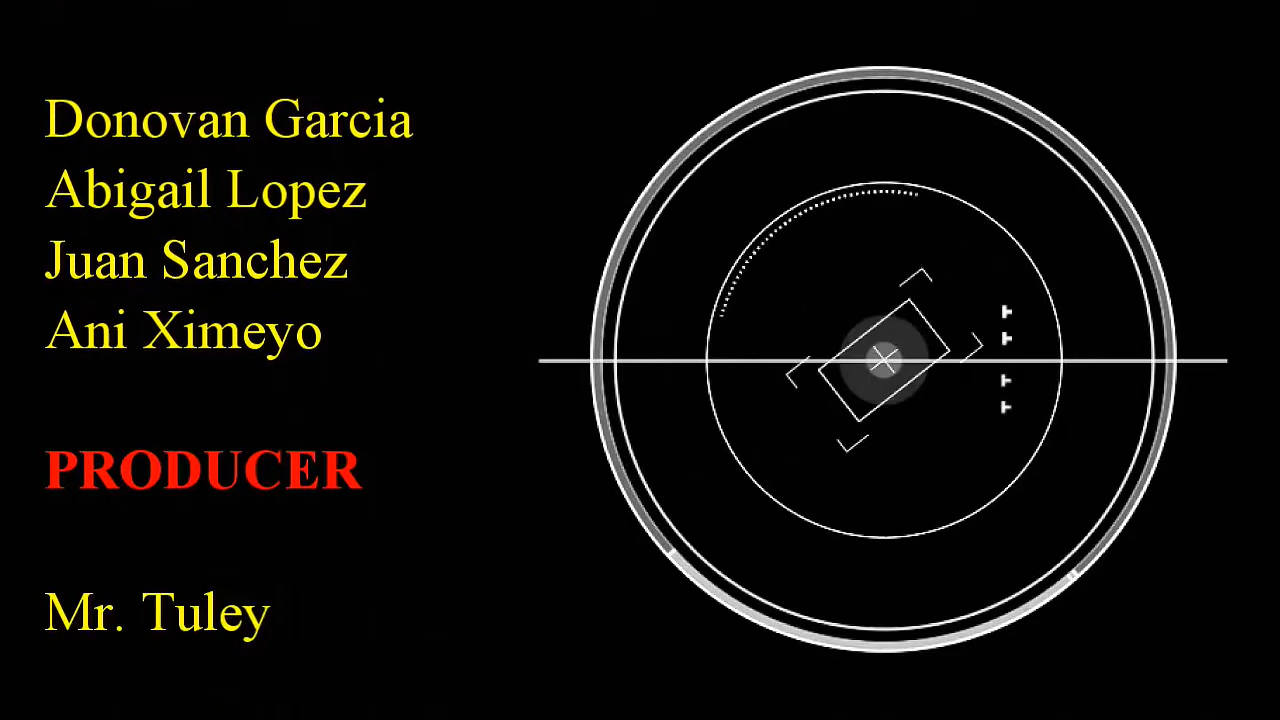 Donovan Garcia
Abigail Lopez
Juan Sanchez
Ani Ximeyo
PRODUCER
Mr. Tuley